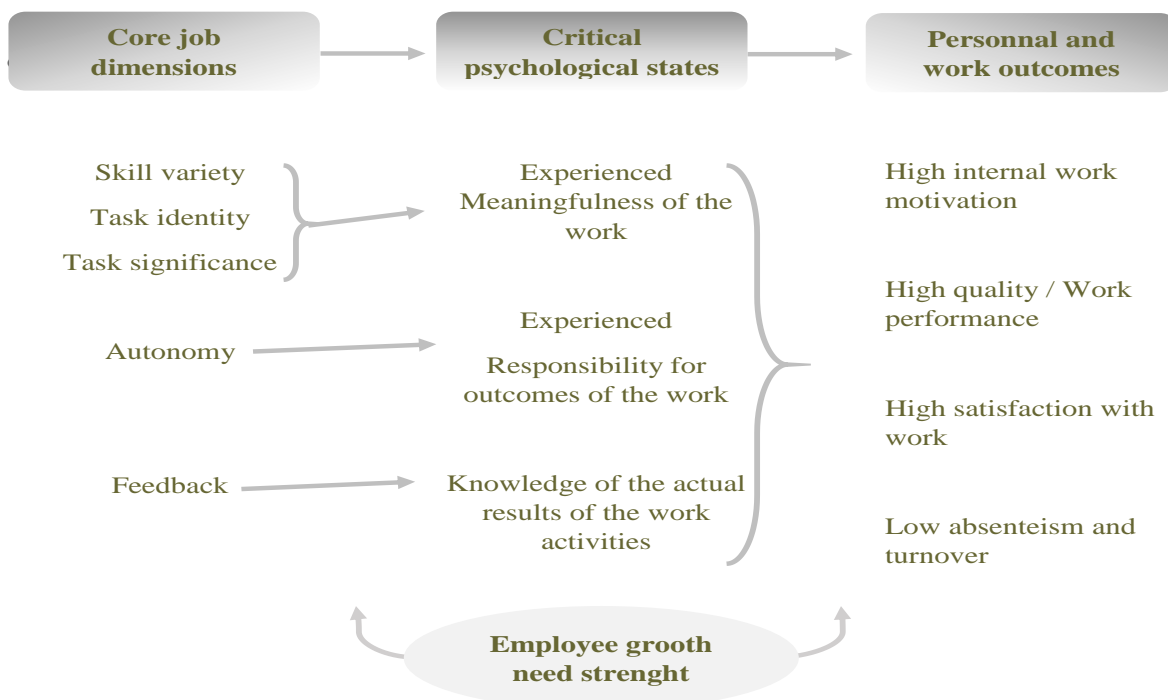 Core job
dimensions
Critical
psychological states
Personnal and
work outcomes
Skill variety
Task identity
Task significance
Experienced
Meaningfulness of the
work
High internal work
motivation
Autonomy
Experienced
Responsibility for
outcomes of the work
High quality / Work
performance
Feedback
Knowledge of the actual
results of the work
activities
High satisfaction with
work
Low absenteism and
turnover
Employee grooth
need strenght